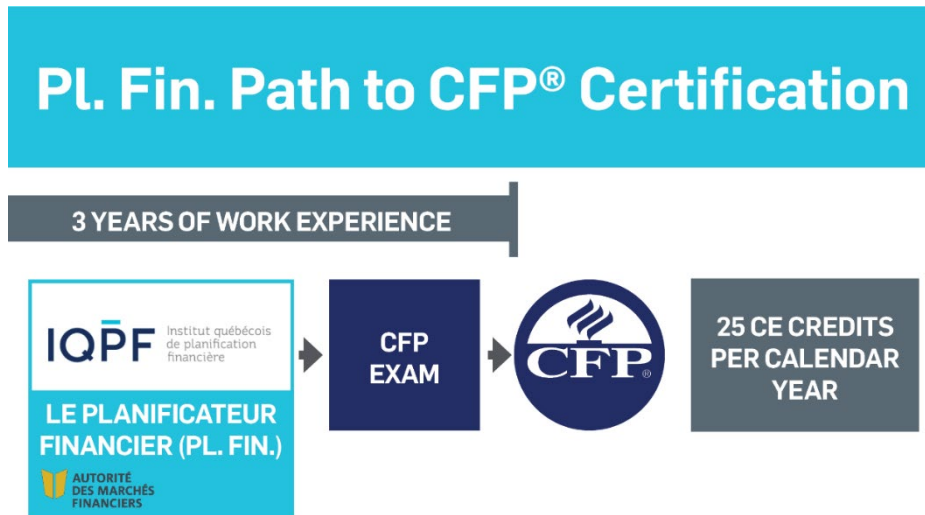 Pl. Fin. Path to CFP® Certification
3 YEARS OF WORK EXPERIENCE
IQPF
Institut québécois
de planification
financière
LE PLANIFICATEUR
FINANCIER (PL. FIN.)
AUTORITÉ
DES MARCHÉS
FINANCIERS
CFP
EXAM
CFP®
25 CE CREDITS
PER CALENDAR
YEAR